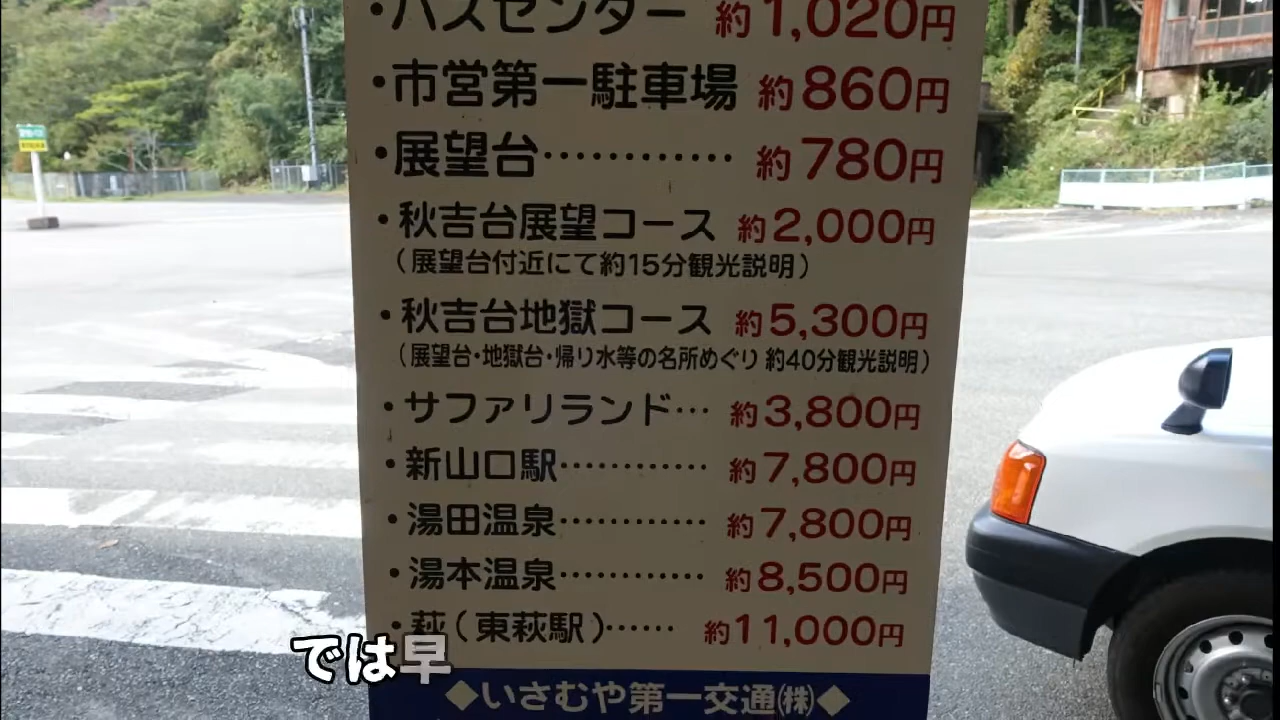 ・バスセンター 約1,020円
・市営第一駐車場 約860円
・展望台………… 約780円
・秋吉台展望コース 約2,000円
(展望台付近にて約15分観光説明)
・秋吉台地獄コース 約5,300円
(展望台・地獄台・帰り水等の名所めぐり 約40分観光説明)
・サファリランド… 約3,800円
・新山口駅………… 約7,800円
・湯田温泉………… 約7,800円
・湯本温泉………… 約8,500円
・萩(東萩駅)…… 約11,000円
では早
◆いさむや第一交通㈱◆